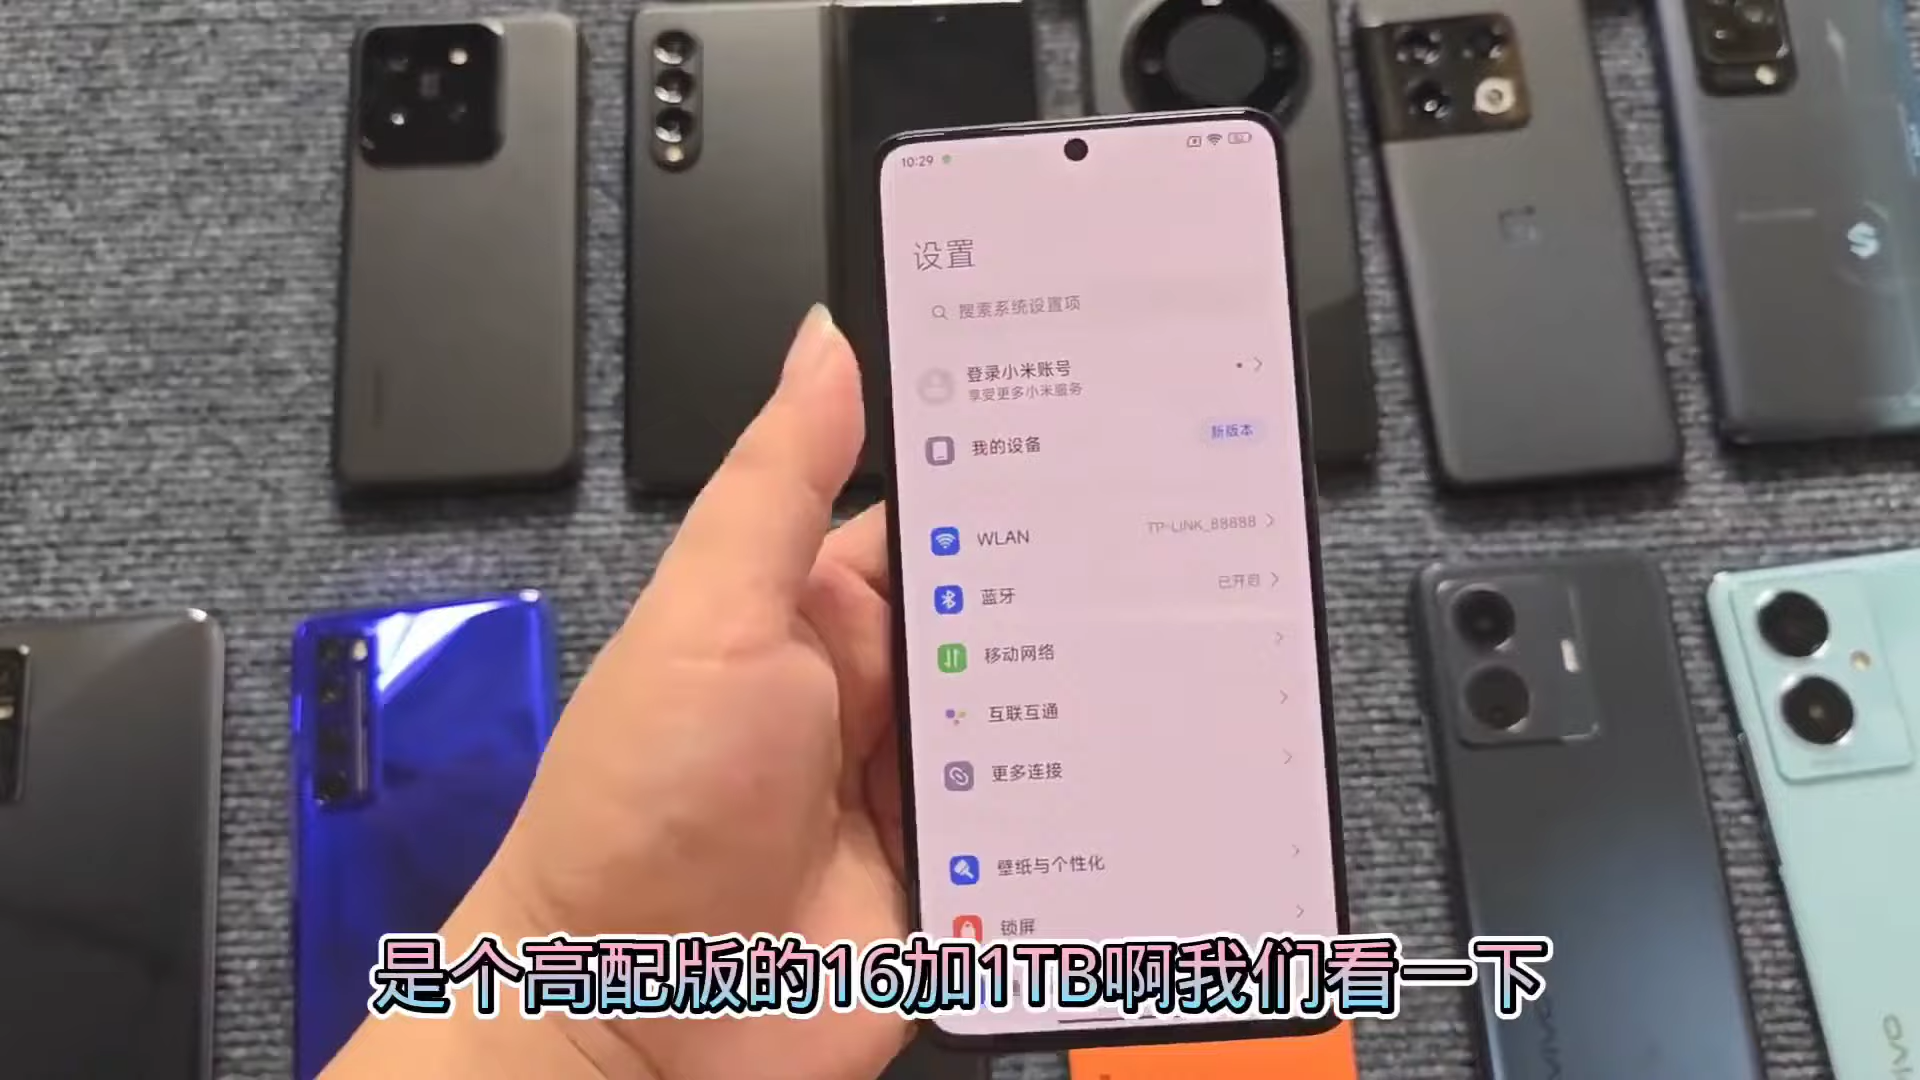 10:29
设置
搜索系统设置项
登录小米账号
享受更多小米服务
我的设备
新版本
WLAN
TP-LINK_88888
蓝牙
已开启
移动网络
互联互通
更多连接
壁纸与个性化
锁屏
是个高配版的16加1TB啊我们看一下
vivo
vivo